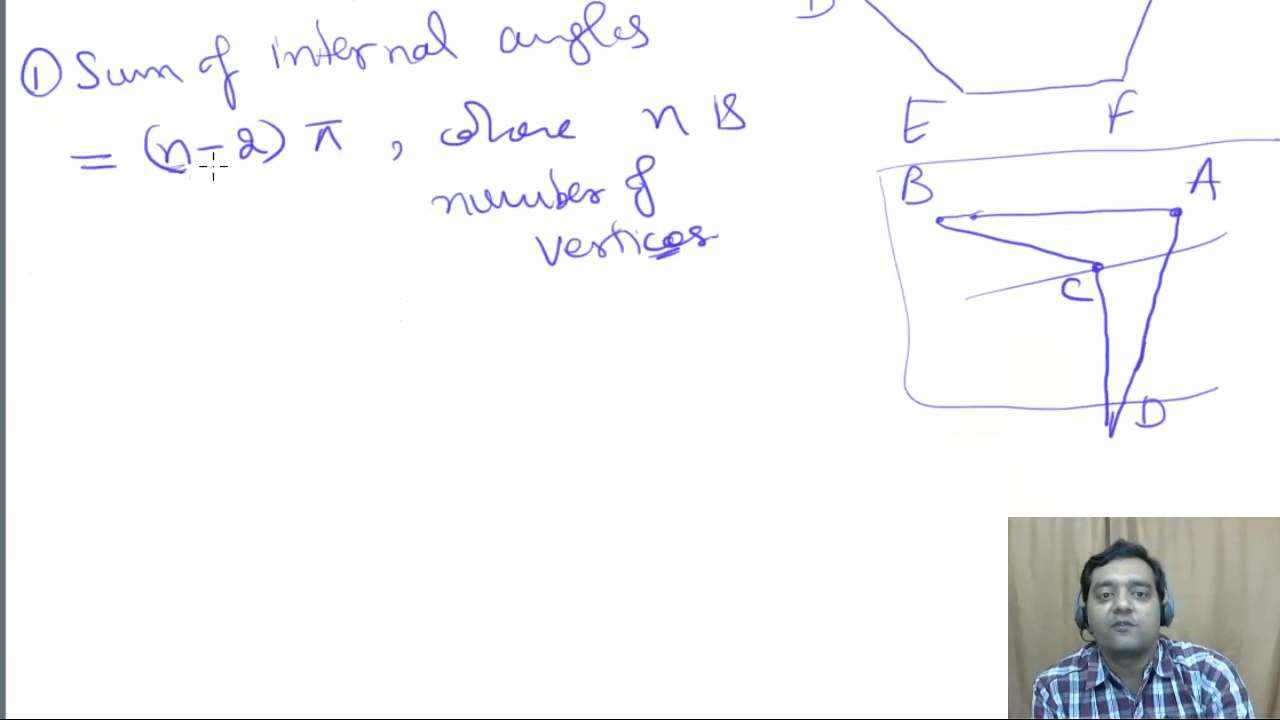 ① Sum of internal angles
= (n-2) π , where n is
number of
vertices
E F
B A
C
D